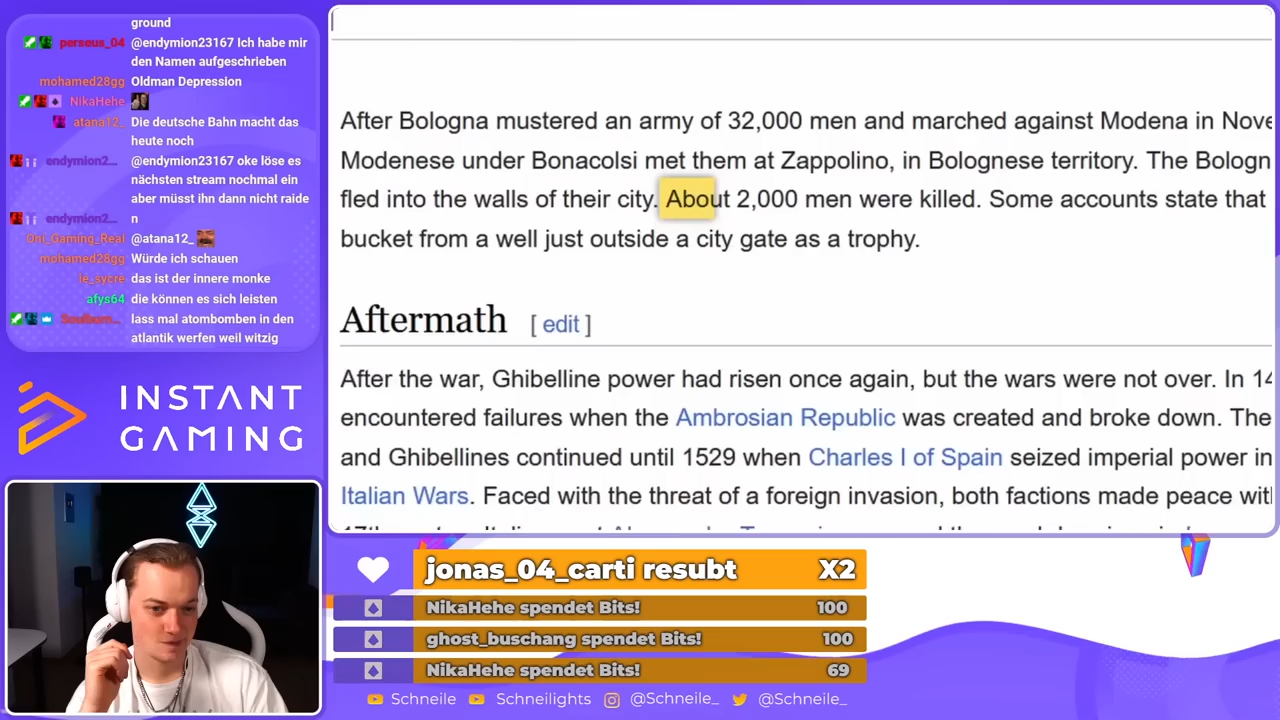 ground
perseus_04 @endymion23167 Ich habe mir
den Namen aufgeschrieben
mohamed28gg Oldman Depression
NikaHehe
atana12_ Die deutsche Bahn macht das
heute noch
endymion2... @endymion23167 oke löse es
nächsten stream nochmal ein
aber müsst ihn dann nicht raide
endymion2... n
Oni_Gaming_Real @atana12_
mohamed28gg Würde ich schauen
le_sycre das ist der innere monke
afys64 die können es sich leisten
lass mal atombomben in den
atlantik werfen weil witzig
INSTANT
GAMING
After Bologna mustered an army of 32,000 men and marched against Modena in Nove
Modenese under Bonacolsi met them at Zappolino, in Bolognese territory. The Bologn
fled into the walls of their city. About 2,000 men were killed. Some accounts state that
bucket from a well just outside a city gate as a trophy.
Aftermath [ edit ]
After the war, Ghibelline power had risen once again, but the wars were not over. In 14
encountered failures when the Ambrosian Republic was created and broke down. The
and Ghibellines continued until 1529 when Charles I of Spain seized imperial power in
Italian Wars. Faced with the threat of a foreign invasion, both factions made peace wit
jonas_04_carti resubt X2
NikaHehe spendet Bits! 100
ghost_buschang spendet Bits! 100
NikaHehe spendet Bits! 69
Schneile Schneilights @Schneile_ @Schneile_